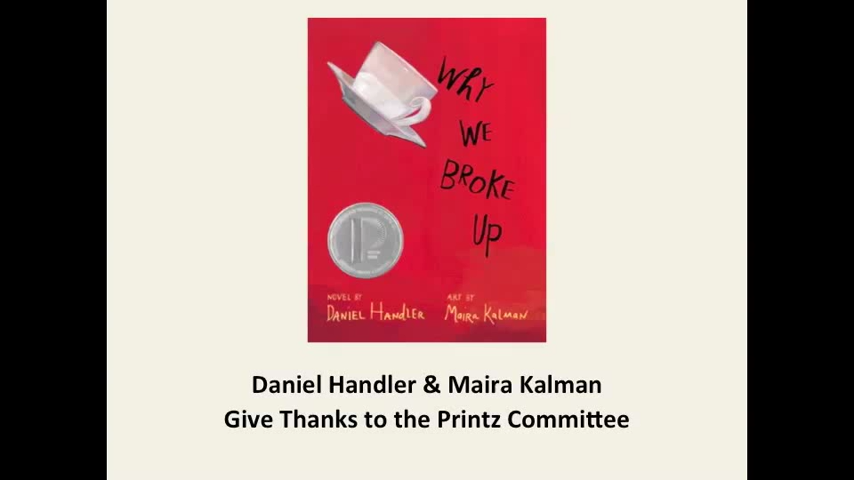 WHY
WE
BROKE
UP
NOVEL BY
DANIEL HANDLER
ART BY
Maira Kalman
Daniel Handler & Maira Kalman
Give Thanks to the Printz Committee